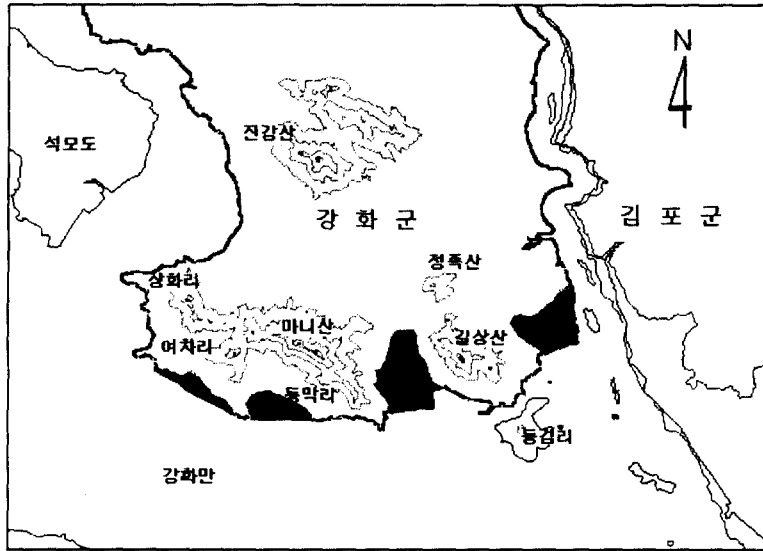 N
석모도
진강산
강 화 군
김 포 군
정족산
장화리
마니산
여차리
길상산
동막리
동검리
강화만